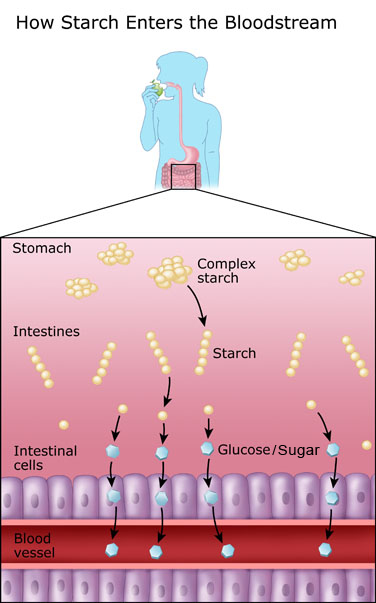 How Starch Enters the Bloodstream
Stomach
Complex
starch
Intestines
Starch
Intestinal
cells
Glucose/Sugar
Blood
vessel